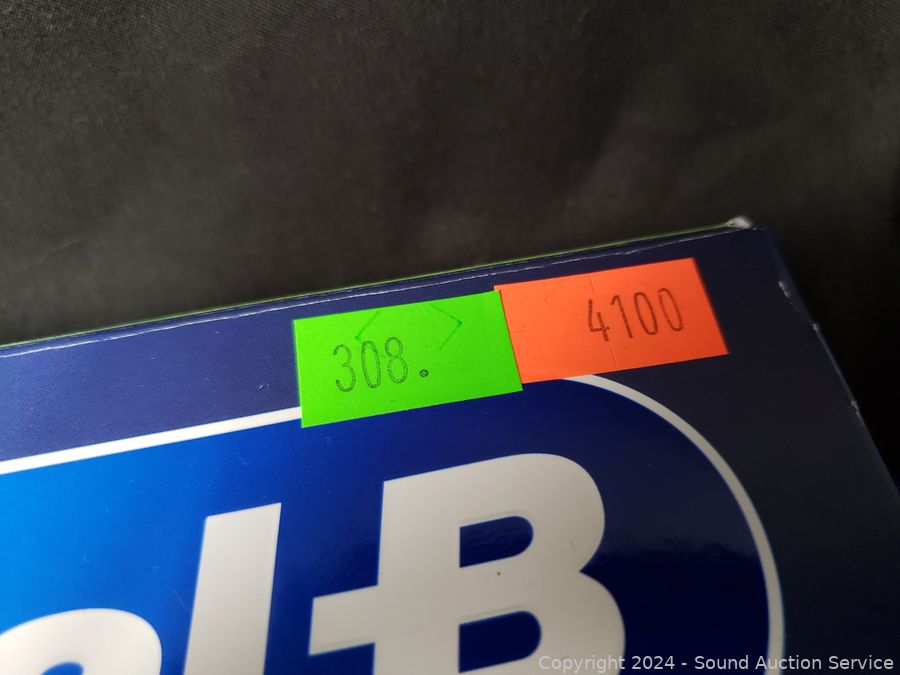 308.
4100
l-B
Copyright © 2024 - Sound Auction Service